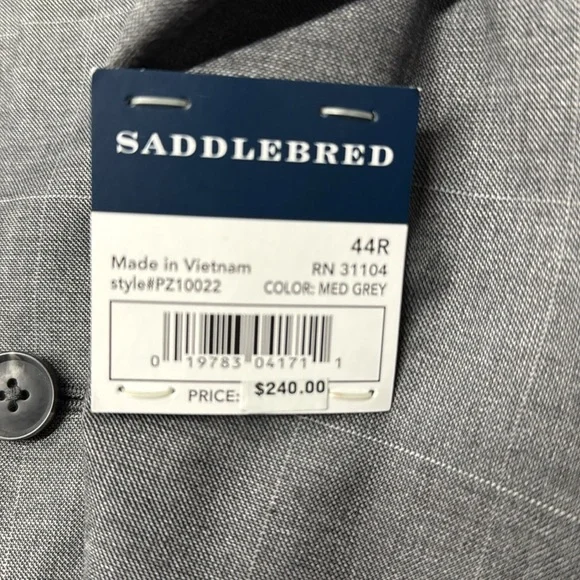 SADDLEBRED
44R
Made in Vietnam RN 31104
style#PZ10022 COLOR: MED GREY
0 19783 04171 1
PRICE: $240.00